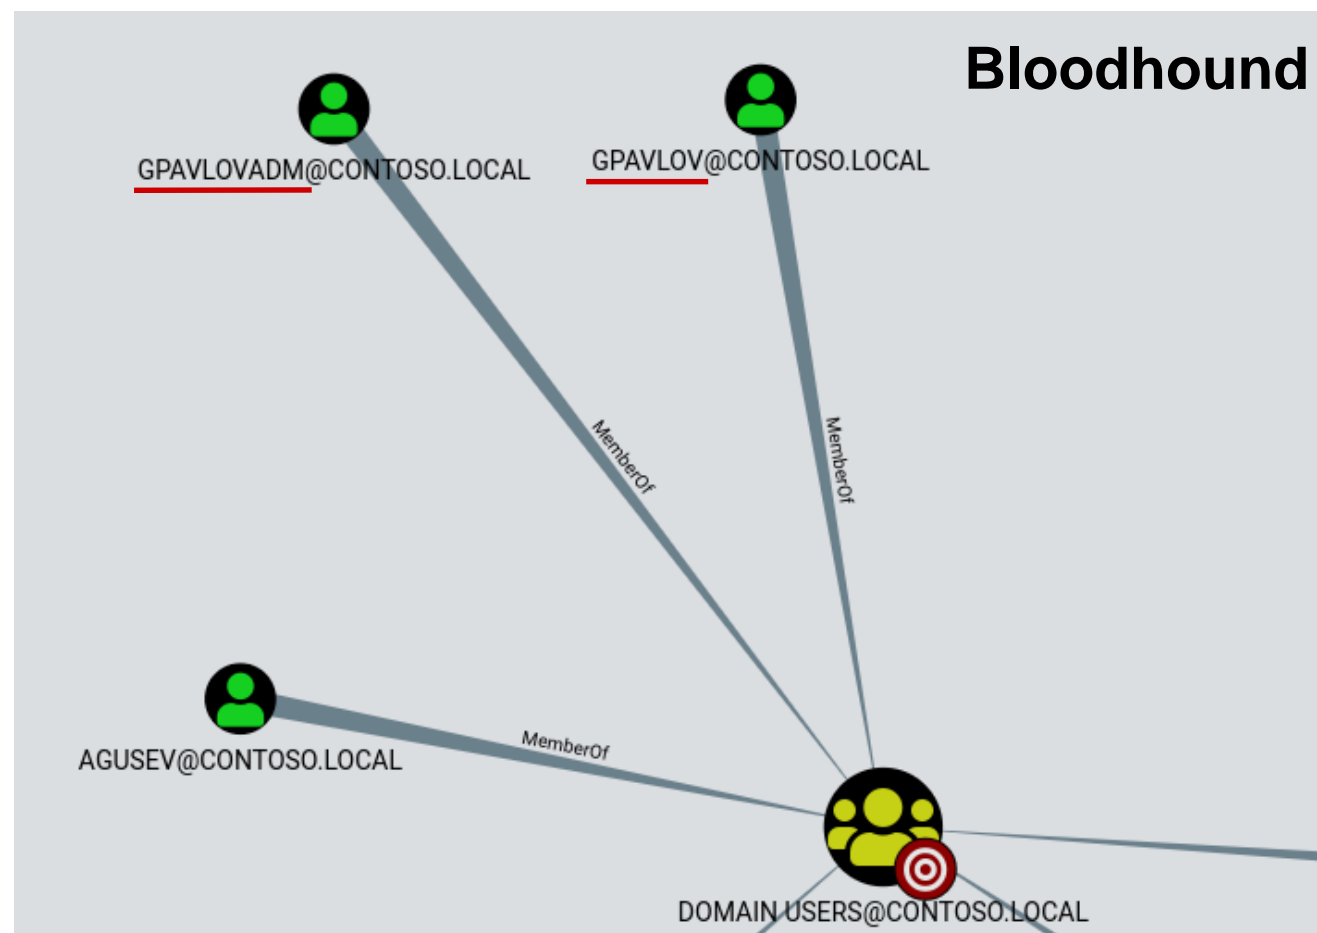 Bloodhound
GPAVLOVADM@CONTOSO.LOCAL
GPAVLOV@CONTOSO.LOCAL
MemberOf
MemberOf
MemberOf
AGUSEV@CONTOSO.LOCAL
DOMAIN USERS@CONTOSO.LOCAL